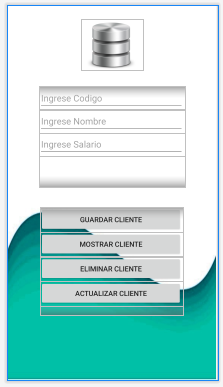 Ingrese Codigo
Ingrese Nombre
Ingrese Salario
GUARDAR CLIENTE
MOSTRAR CLIENTE
ELIMINAR CLIENTE
ACTUALIZAR CLIENTE